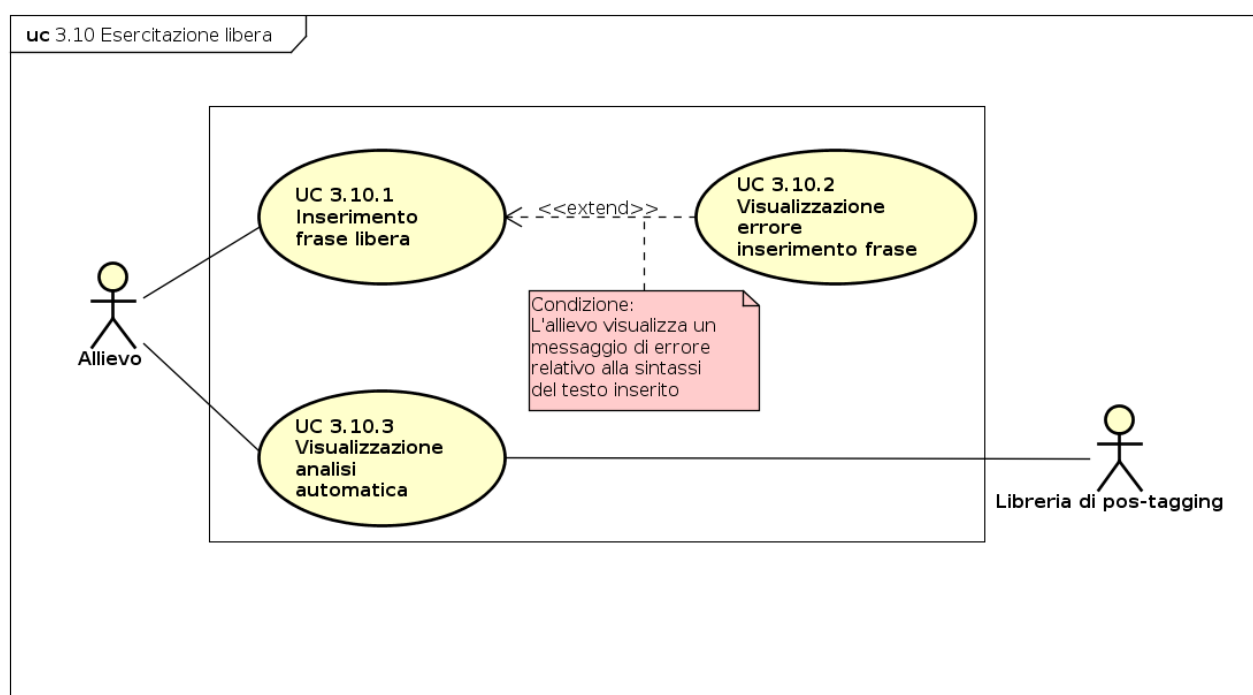 uc 3.10 Esercitazione libera
UC 3.10.1
Inserimento
frase libera
<<extend>>
UC 3.10.2
Visualizzazione
errore
inserimento frase
Condizione:
L'allievo visualizza un
messaggio di errore
relativo alla sintassi
del testo inserito
Allievo
UC 3.10.3
Visualizzazione
analisi
automatica
Libreria di pos-tagging